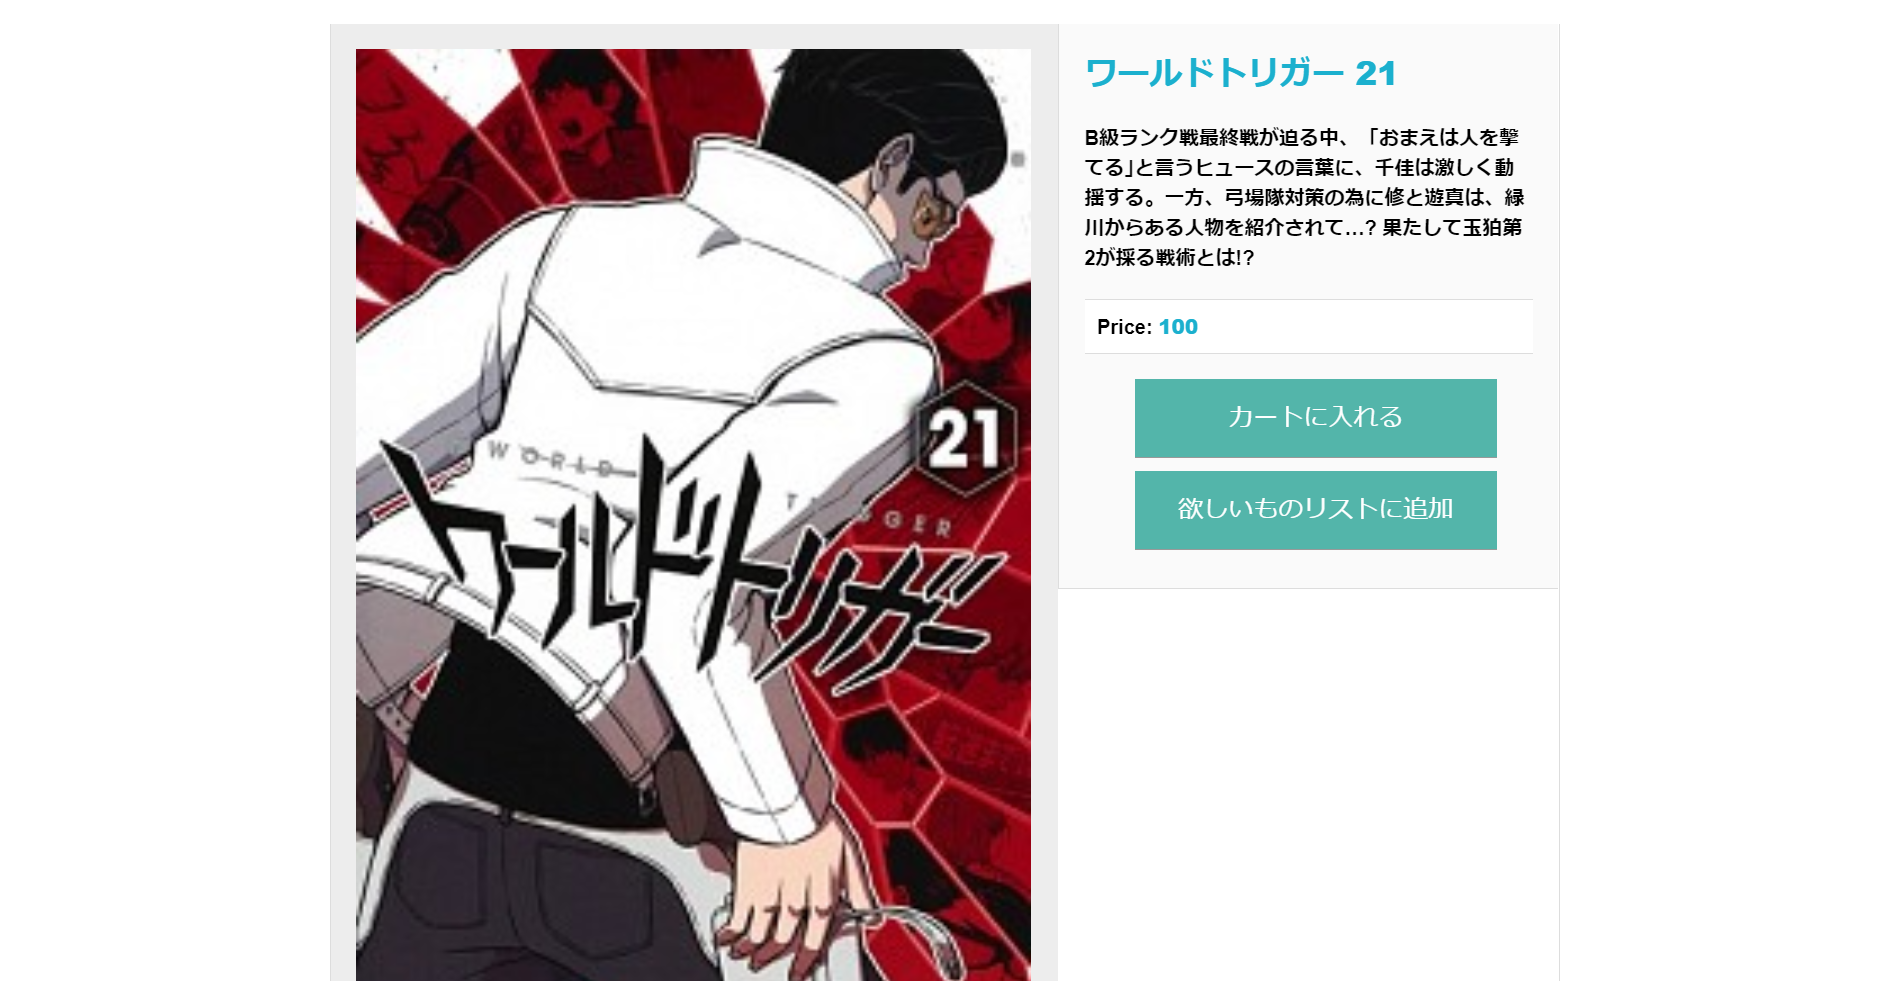 ワールドトリガー 21
B級ランク戦最終戦が迫る中、「おまえは人を撃
てる」と言うヒュースの言葉に、千佳は激しく動
揺する。一方、弓場隊対策の為に修と遊真は、緑
川からある人物を紹介されて…? 果たして玉狛第
2が採る戦術とは!?
Price: 100
カートに入れる
欲しいものリストに追加
21
WORLD
ワールドトリガー